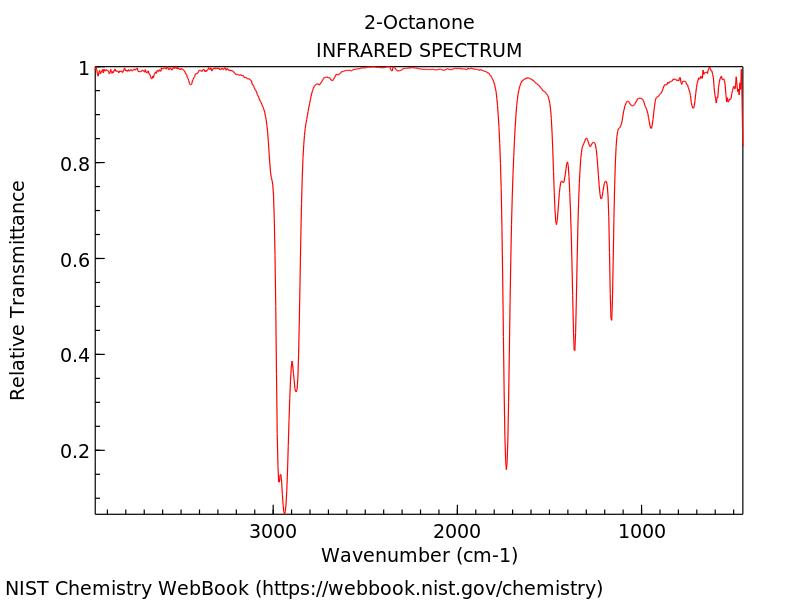 2-Octanone
INFRARED SPECTRUM
1
0.8
0.6
0.4
0.2
Relative Transmittance
3000 2000 1000
Wavenumber (cm-1)
NIST Chemistry WebBook (https://webbook.nist.gov/chemistry)